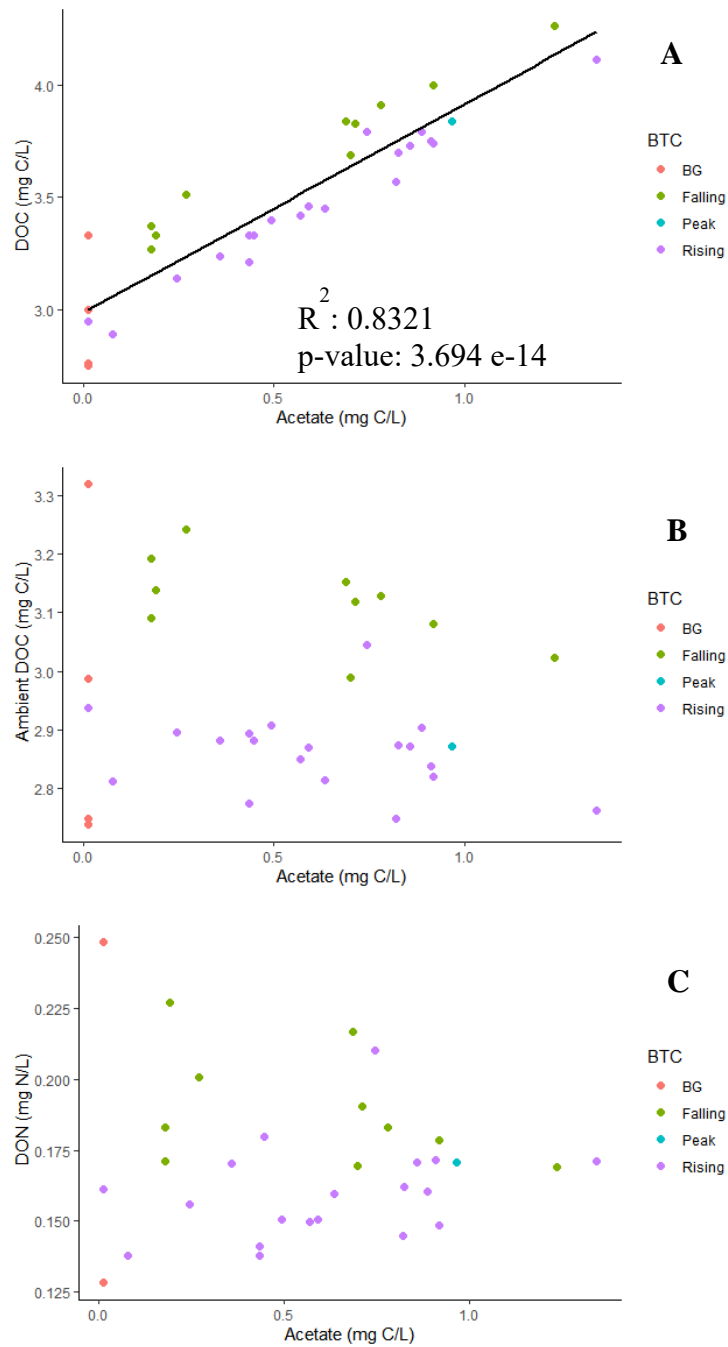 A
4.0
3.5
3.0
DOC (mg C/L)
R2: 0.8321
p-value: 3.694 e-14
0.0 0.5 1.0
Acetate (mg C/L)
BTC
BG
Falling
Peak
Rising
B
3.3
3.2
3.1
3.0
2.9
2.8
Ambient DOC (mg C/L)
0.0 0.5 1.0
Acetate (mg C/L)
BTC
BG
Falling
Peak
Rising
C
0.250
0.225
0.200
0.175
0.150
0.125
DON (mg N/L)
0.0 0.5 1.0
Acetate (mg C/L)
BTC
BG
Falling
Peak
Rising